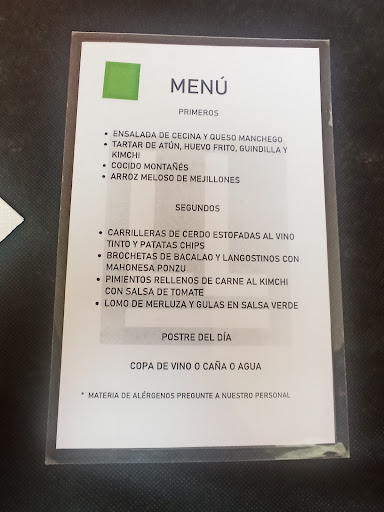 MENÚ
PRIMEROS
• ENSALADA DE CECINA Y QUESO MANCHEGO
• TARTAR DE ATÚN, HUEVO FRITO, GUINDILLA Y
KIMCHI
• COCIDO MONTAÑÉS
• ARROZ MELOSO DE MEJILLONES
SEGUNDOS
• CARRILLERAS DE CERDO ESTOFADAS AL VINO
TINTO Y PATATAS CHIPS
• BROCHETAS DE BACALAO Y LANGOSTINOS CON
MAHONESA PONZU
• PIMIENTOS RELLENOS DE CARNE AL KIMCHI
CON SALSA DE TOMATE
• LOMO DE MERLUZA Y GULAS EN SALSA VERDE
POSTRE DEL DÍA
COPA DE VINO O CAÑA O AGUA
* MATERIA DE ALÉRGENOS PREGUNTE A NUESTRO PERSONAL